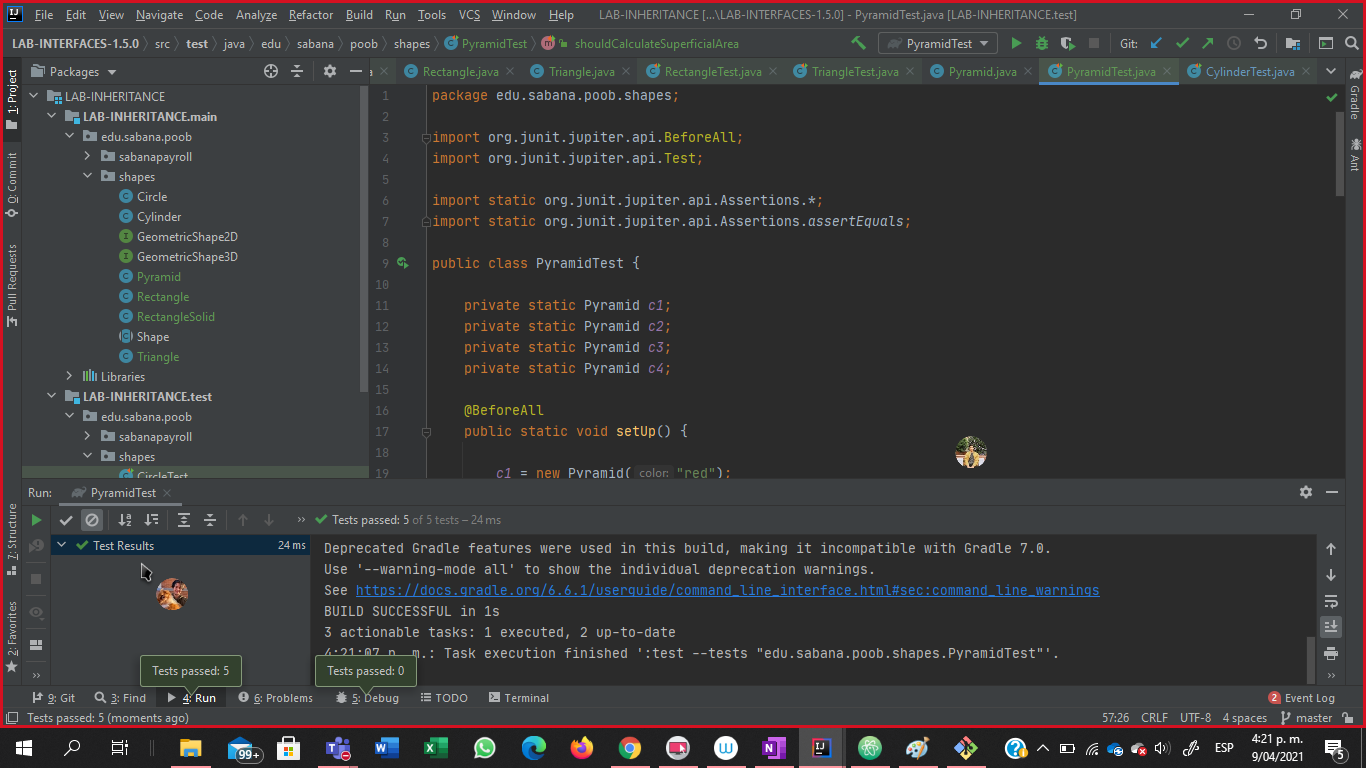 File Edit View Navigate Code Analyze Refactor Build Run Tools VCS Window Help LAB-INHERITANCE [...\LAB-INTERFACES-1.5.0] - PyramidTest.java [LAB-INHERITANCE.test]
LAB-INTERFACES-1.5.0 src test java edu sabana poob shapes PyramidTest shouldCalculateSuperficialArea PyramidTest Git:
Packages a Rectangle.java Triangle.java RectangleTest.java TriangleTest.java Pyramid.java PyramidTest.java CylinderTest.java
1: Project
0: Commit
Pull Requests
7: Structure
2: Favorites
LAB-INHERITANCE
LAB-INHERITANCE.main
edu.sabana.poob
sabanapayroll
shapes
Circle
Cylinder
GeometricShape2D
GeometricShape3D
Pyramid
Rectangle
RectangleSolid
Shape
Triangle
Libraries
LAB-INHERITANCE.test
edu.sabana.poob
sabanapayroll
shapes
CircleTest
1 package edu.sabana.poob.shapes;
2
3 import org.junit.jupiter.api.BeforeAll;
4 import org.junit.jupiter.api.Test;
5
6 import static org.junit.jupiter.api.Assertions.*;
7 import static org.junit.jupiter.api.Assertions.assertEquals;
8
9 public class PyramidTest {
10
11 private static Pyramid c1;
12 private static Pyramid c2;
13 private static Pyramid c3;
14 private static Pyramid c4;
15
16 @BeforeAll
17 public static void setUp() {
18
19 c1 = new Pyramid( color: "red");
Gradle
Ant
Run: PyramidTest
Tests passed: 5 of 5 tests – 24 ms
Test Results 24 ms
Deprecated Gradle features were used in this build, making it incompatible with Gradle 7.0.
Use '--warning-mode all' to show the individual deprecation warnings.
See https://docs.gradle.org/6.6.1/userguide/command_line_interface.html#sec:command_line_warnings
BUILD SUCCESSFUL in 1s
3 actionable tasks: 1 executed, 2 up-to-date
4:21:07 p. m.: Task execution finished ':test --tests "edu.sabana.poob.shapes.PyramidTest"'.
Tests passed: 5 Tests passed: 0
9: Git 3: Find 4: Run 6: Problems 5: Debug TODO Terminal 2 Event Log
Tests passed: 5 (moments ago) 57:26 CRLF UTF-8 4 spaces master
99+ ESP 4:21 p. m.
9/04/2021 5